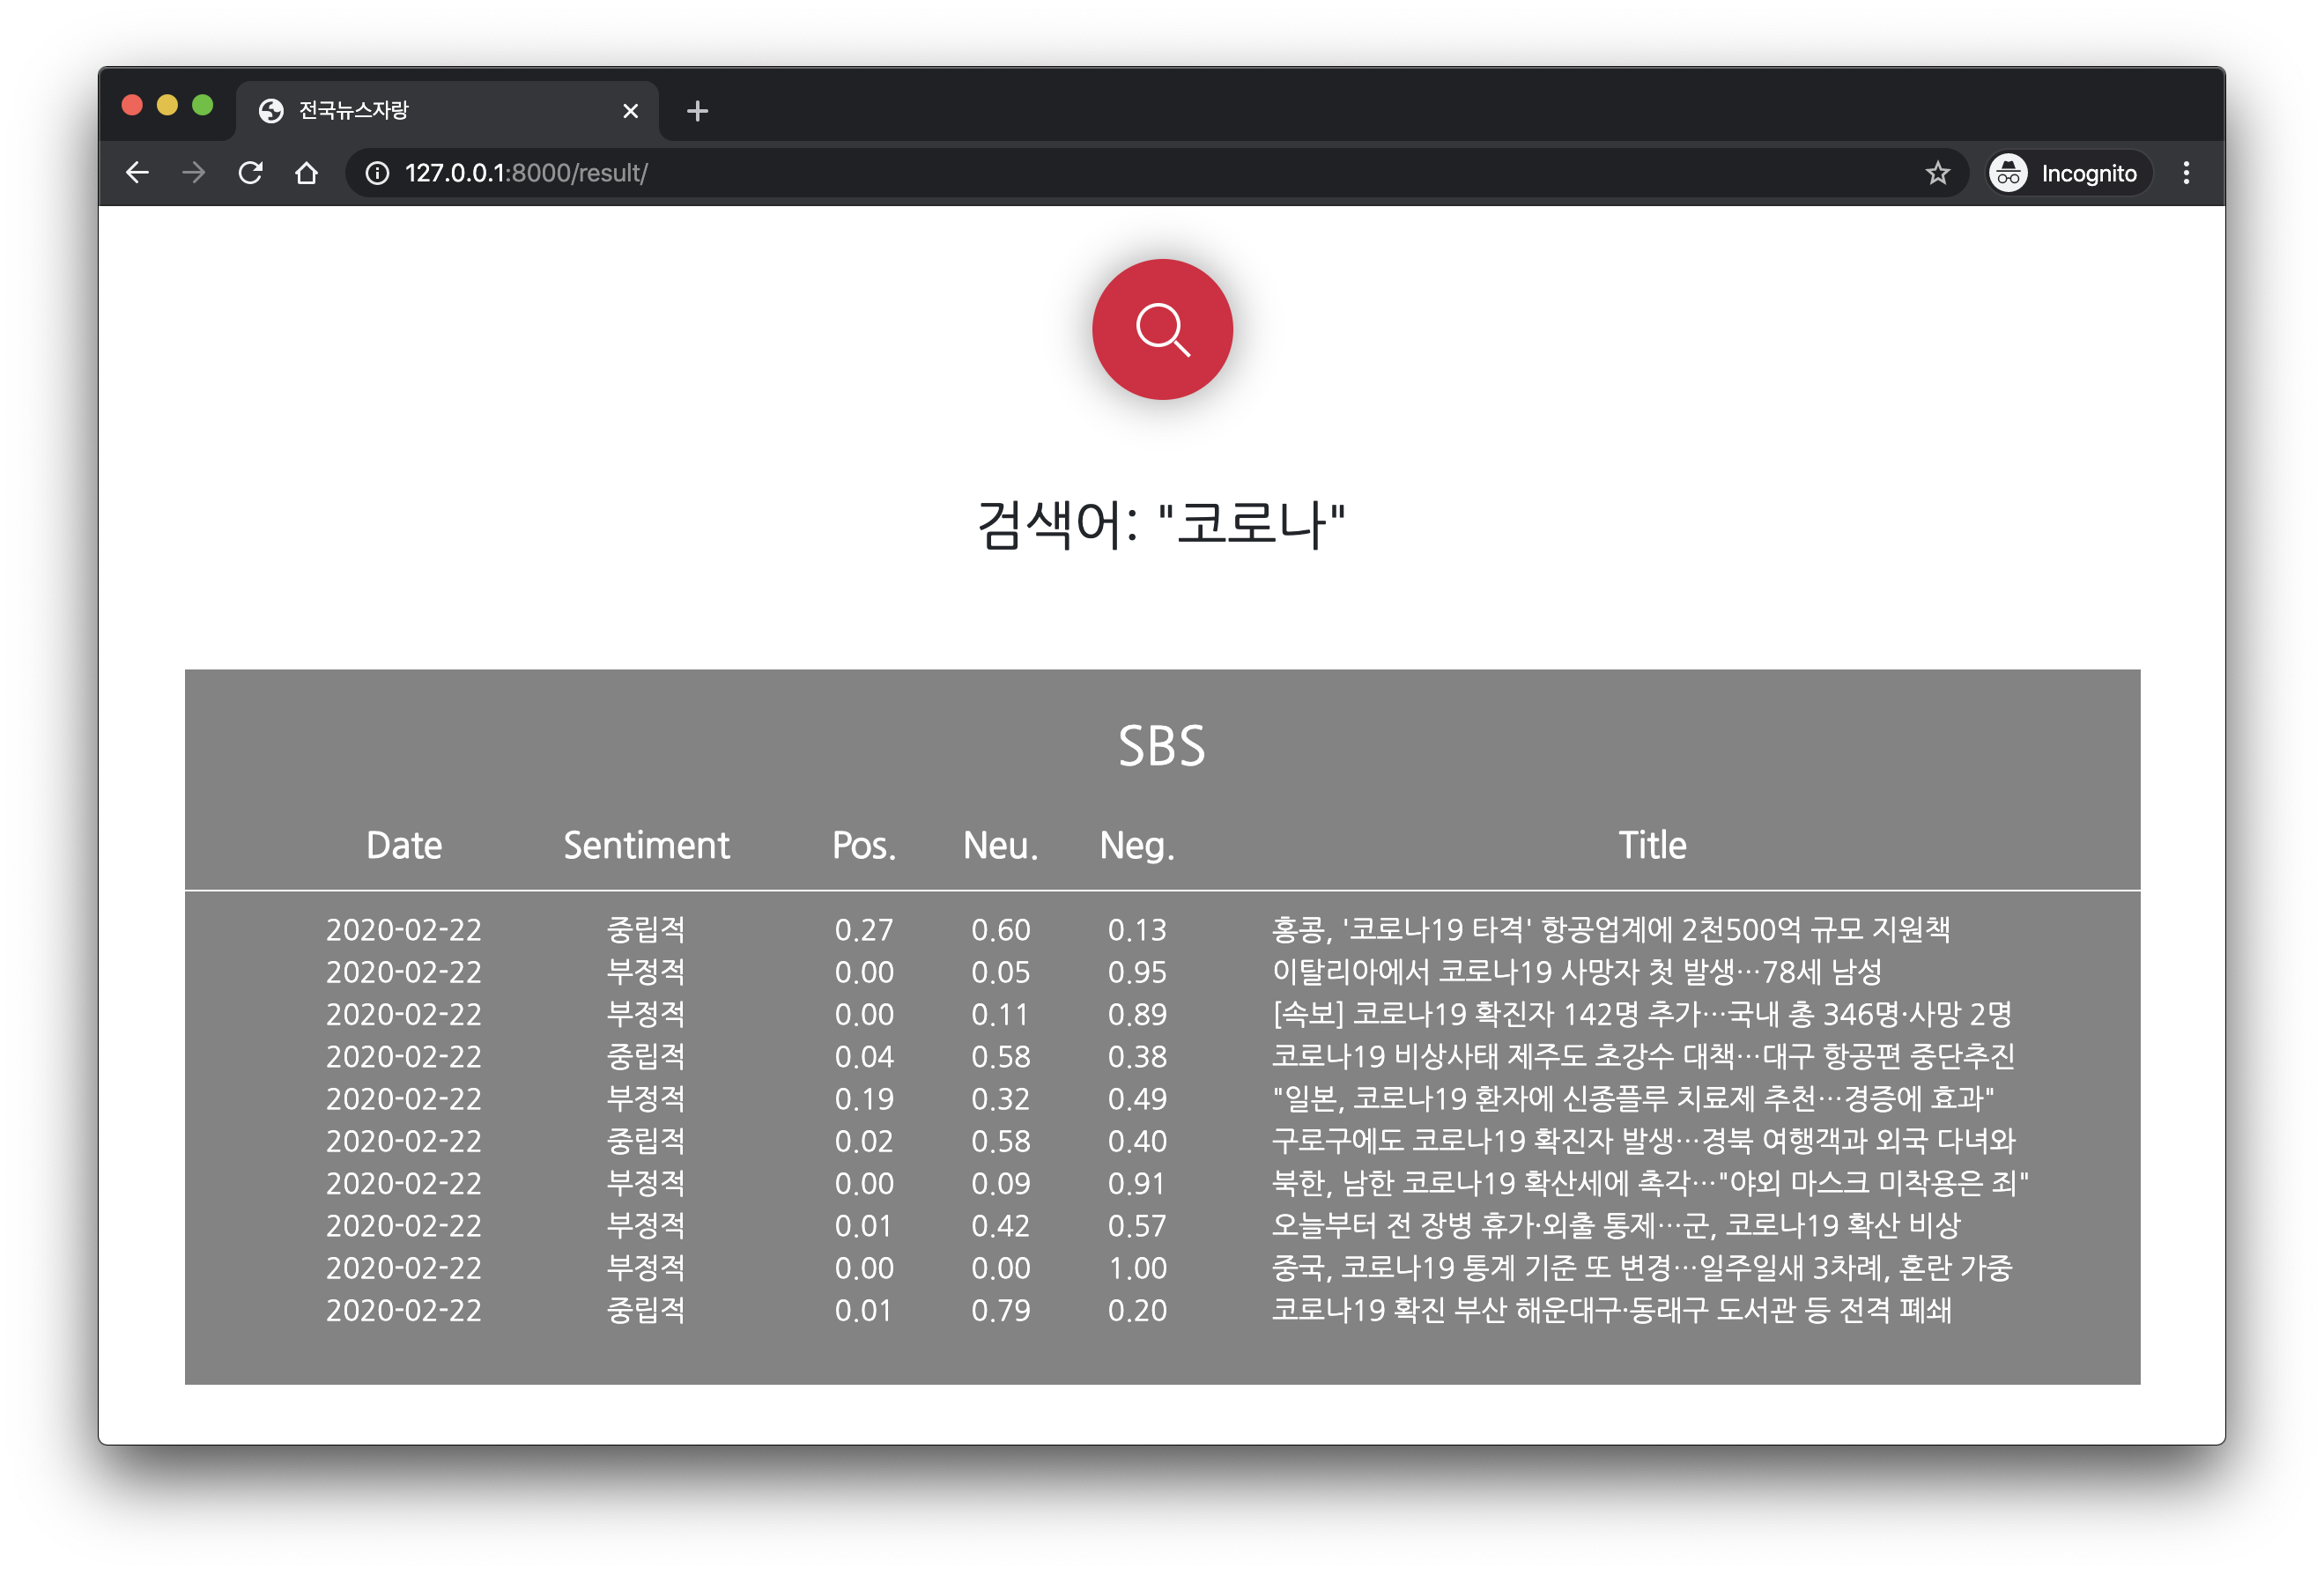 전국뉴스자랑
127.0.0.1:8000/result/
Incognito
검색어: "코로나"
SBS
Date Sentiment Pos. Neu. Neg. Title
2020-02-22 중립적 0.27 0.60 0.13 홍콩, '코로나19 타격' 항공업계에 2천500억 규모 지원책
2020-02-22 부정적 0.00 0.05 0.95 이탈리아에서 코로나19 사망자 첫 발생…78세 남성
2020-02-22 부정적 0.00 0.11 0.89 [속보] 코로나19 확진자 142명 추가…국내 총 346명·사망 2명
2020-02-22 중립적 0.04 0.58 0.38 코로나19 비상사태 제주도 초강수 대책…대구 항공편 중단추진
2020-02-22 부정적 0.19 0.32 0.49 "일본, 코로나19 환자에 신종플루 치료제 추천…경증에 효과"
2020-02-22 중립적 0.02 0.58 0.40 구로구에도 코로나19 확진자 발생…경북 여행객과 외국 다녀와
2020-02-22 부정적 0.00 0.09 0.91 북한, 남한 코로나19 확산세에 촉각…"야외 마스크 미착용은 죄"
2020-02-22 부정적 0.01 0.42 0.57 오늘부터 전 장병 휴가·외출 통제…군, 코로나19 확산 비상
2020-02-22 부정적 0.00 0.00 1.00 중국, 코로나19 통계 기준 또 변경…일주일새 3차례, 혼란 가중
2020-02-22 중립적 0.01 0.79 0.20 코로나19 확진 부산 해운대구·동래구 도서관 등 전격 폐쇄